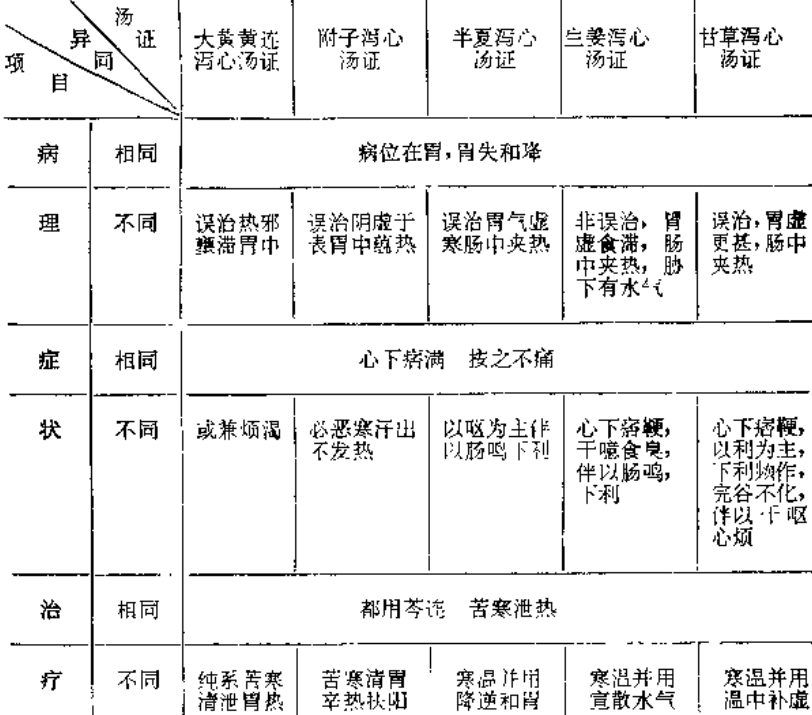 汤
异 证
项 同
目
大黄黄连 附子泻心 半夏泻心 生姜泻心 甘草泻心
泻心汤证 汤证 汤证 汤证 汤证
病 相同 病位在胃,胃失和降
理 不同 误治热邪 误治阴虚于 误治胃气虚 非误治,胃 误治,胃虚
壅滞胃中 表胃中蕴热 寒肠中夹热 虚食滞,肠 更甚,肠中
中夹热,胁 夹热
下有水气
症 相同 心下痞满 按之不痛
状 不同 或兼烦渴 必恶寒汗出 以呕为主伴 心下痞鞕, 心下痞鞕,
不发热 以肠鸣下利 干噫食臭, 以利为主,
伴以肠鸣, 下利频作,
下利 完谷不化,
伴以干呕
心烦
治 相同 都用芩连 苦寒泄热
疗 不同 纯系苦寒 苦寒清胃 寒温并用 寒温并用 寒温并用
清泄胃热 辛热扶阳 降逆和胃 宣散水气 温中补虚